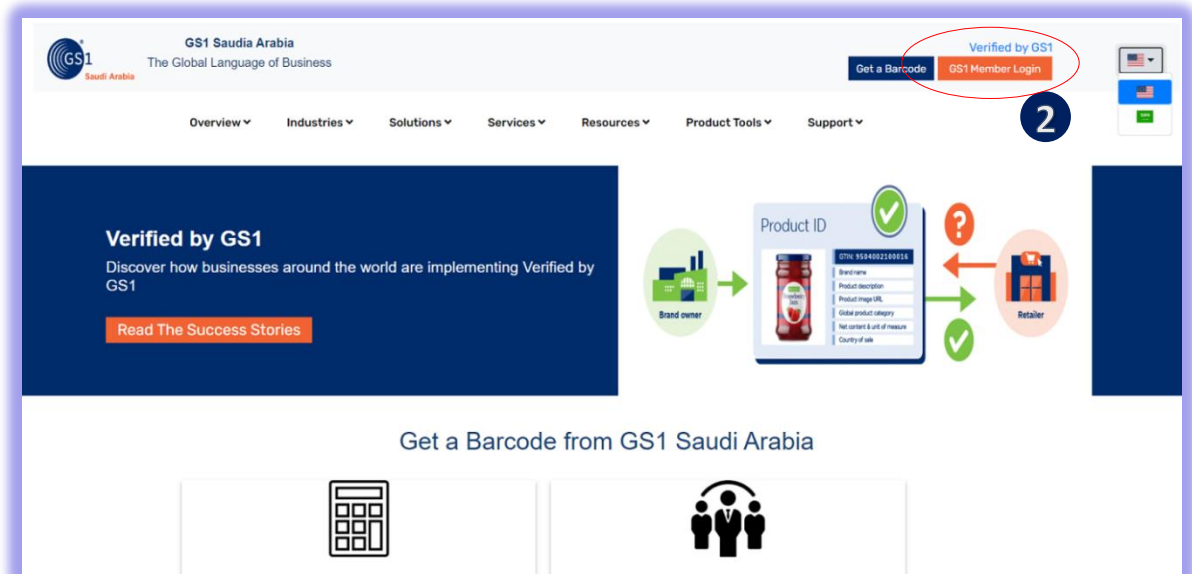 GS1
Saudi Arabia
GS1 Saudia Arabia
The Global Language of Business
Verified by GS1
Get a Barcode
GS1 Member Login
2
Overview
Industries
Solutions
Services
Resources
Product Tools
Support
Verified by GS1
Discover how businesses around the world are implementing Verified by
GS1
Read The Success Stories
Brand owner
Product ID
GTIN: 9504002100016
Brand name
Product description
Product image URL
Global product category
Net content & unit of measure
Country of sale
?
Retailer
Get a Barcode from GS1 Saudi Arabia